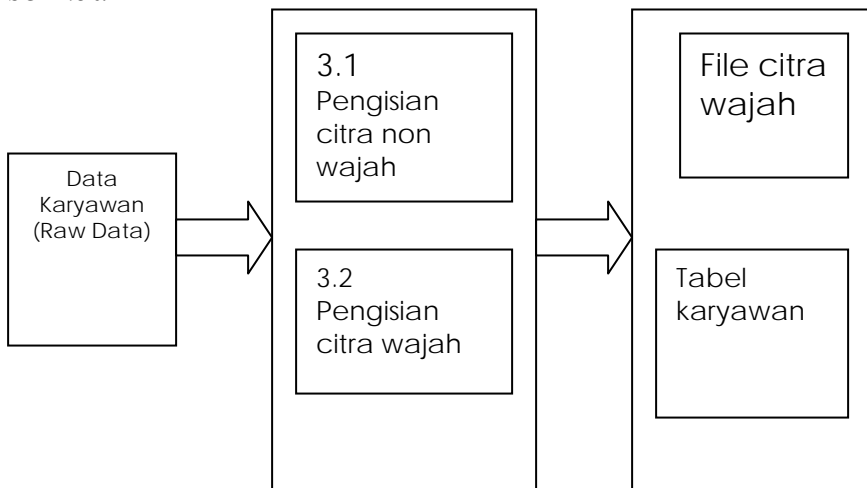 Data
Karyawan
(Raw Data)
3.1
Pengisian
citra non
wajah
3.2
Pengisian
citra wajah
File citra
wajah
Tabel
karyawan